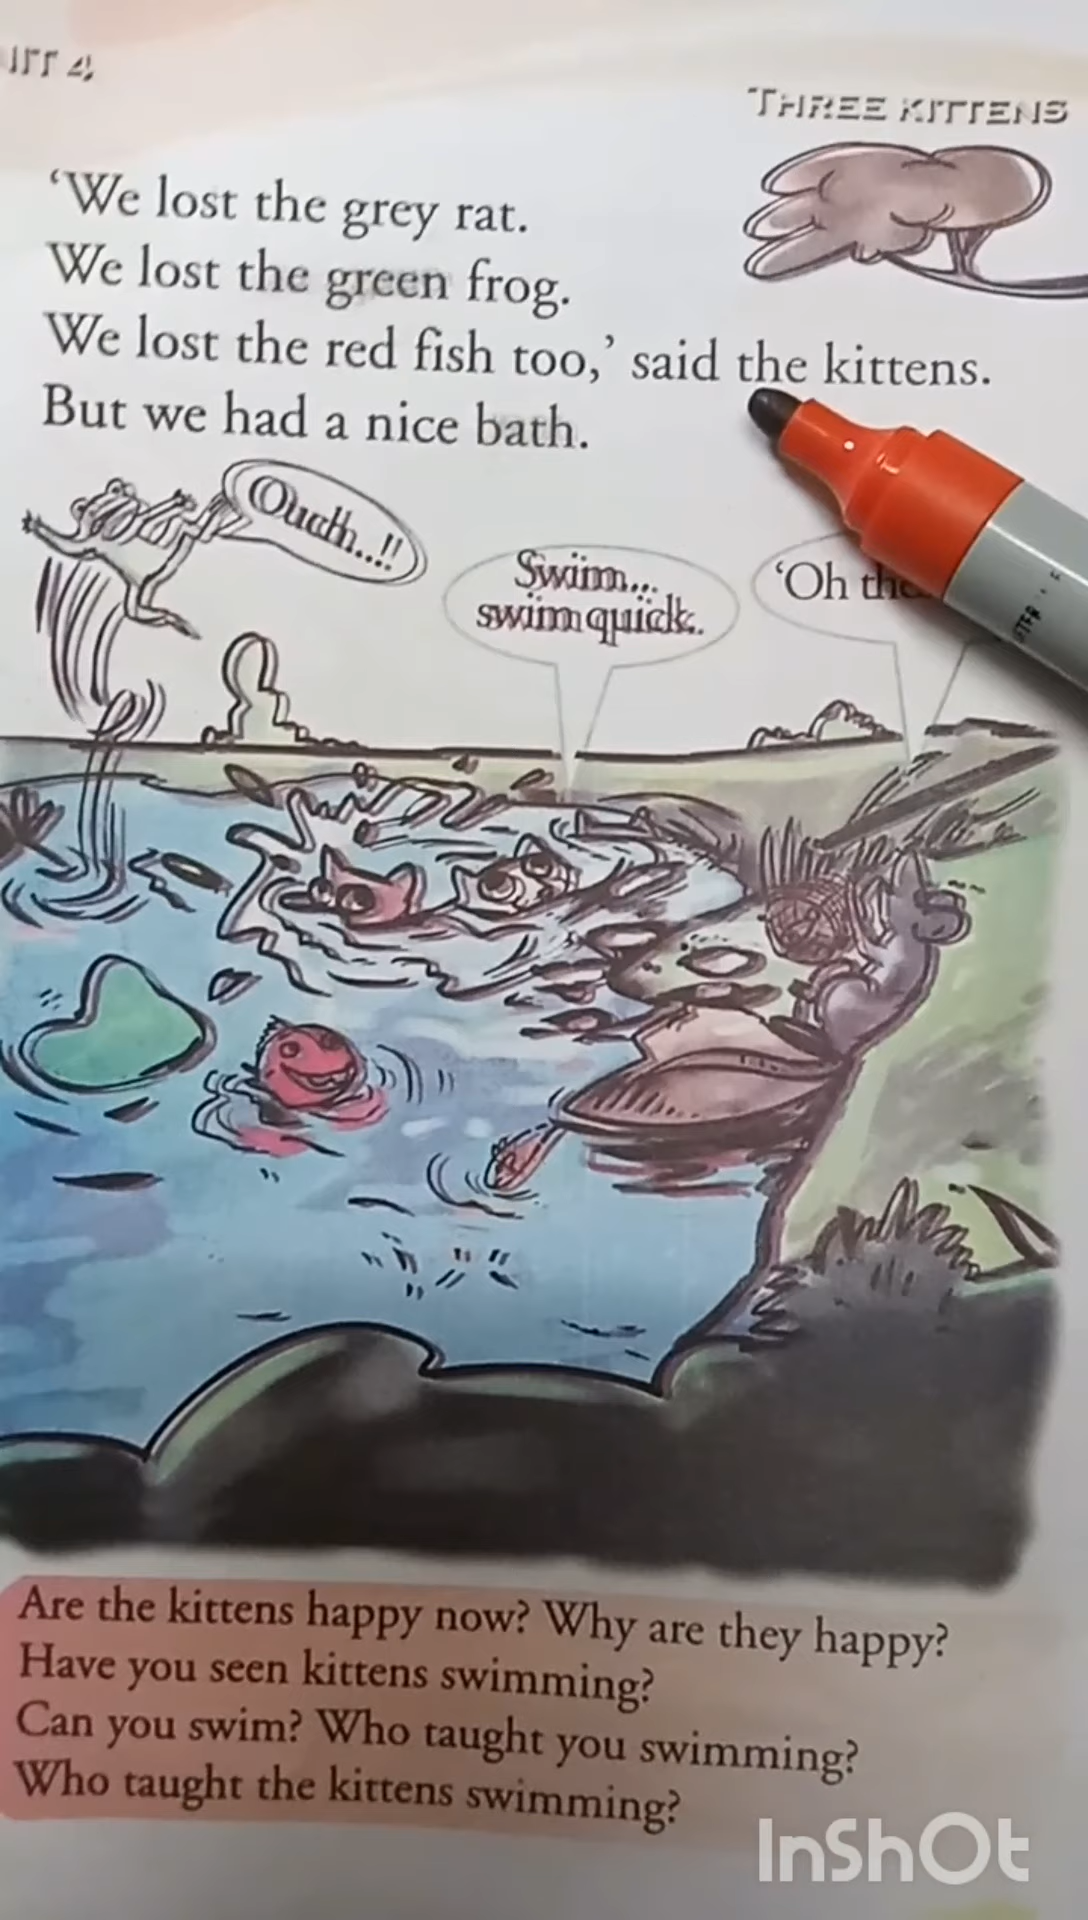 UNIT 4
THREE KITTENS
‘We lost the grey rat.
We lost the green frog.
We lost the red fish too,’ said the kittens.
But we had a nice bath.
Ouch..!!
Swim...
swim quick..
‘Oh the
Are the kittens happy now? Why are they happy?
Have you seen kittens swimming?
Can you swim? Who taught you swimming?
Who taught the kittens swimming?
InShOt